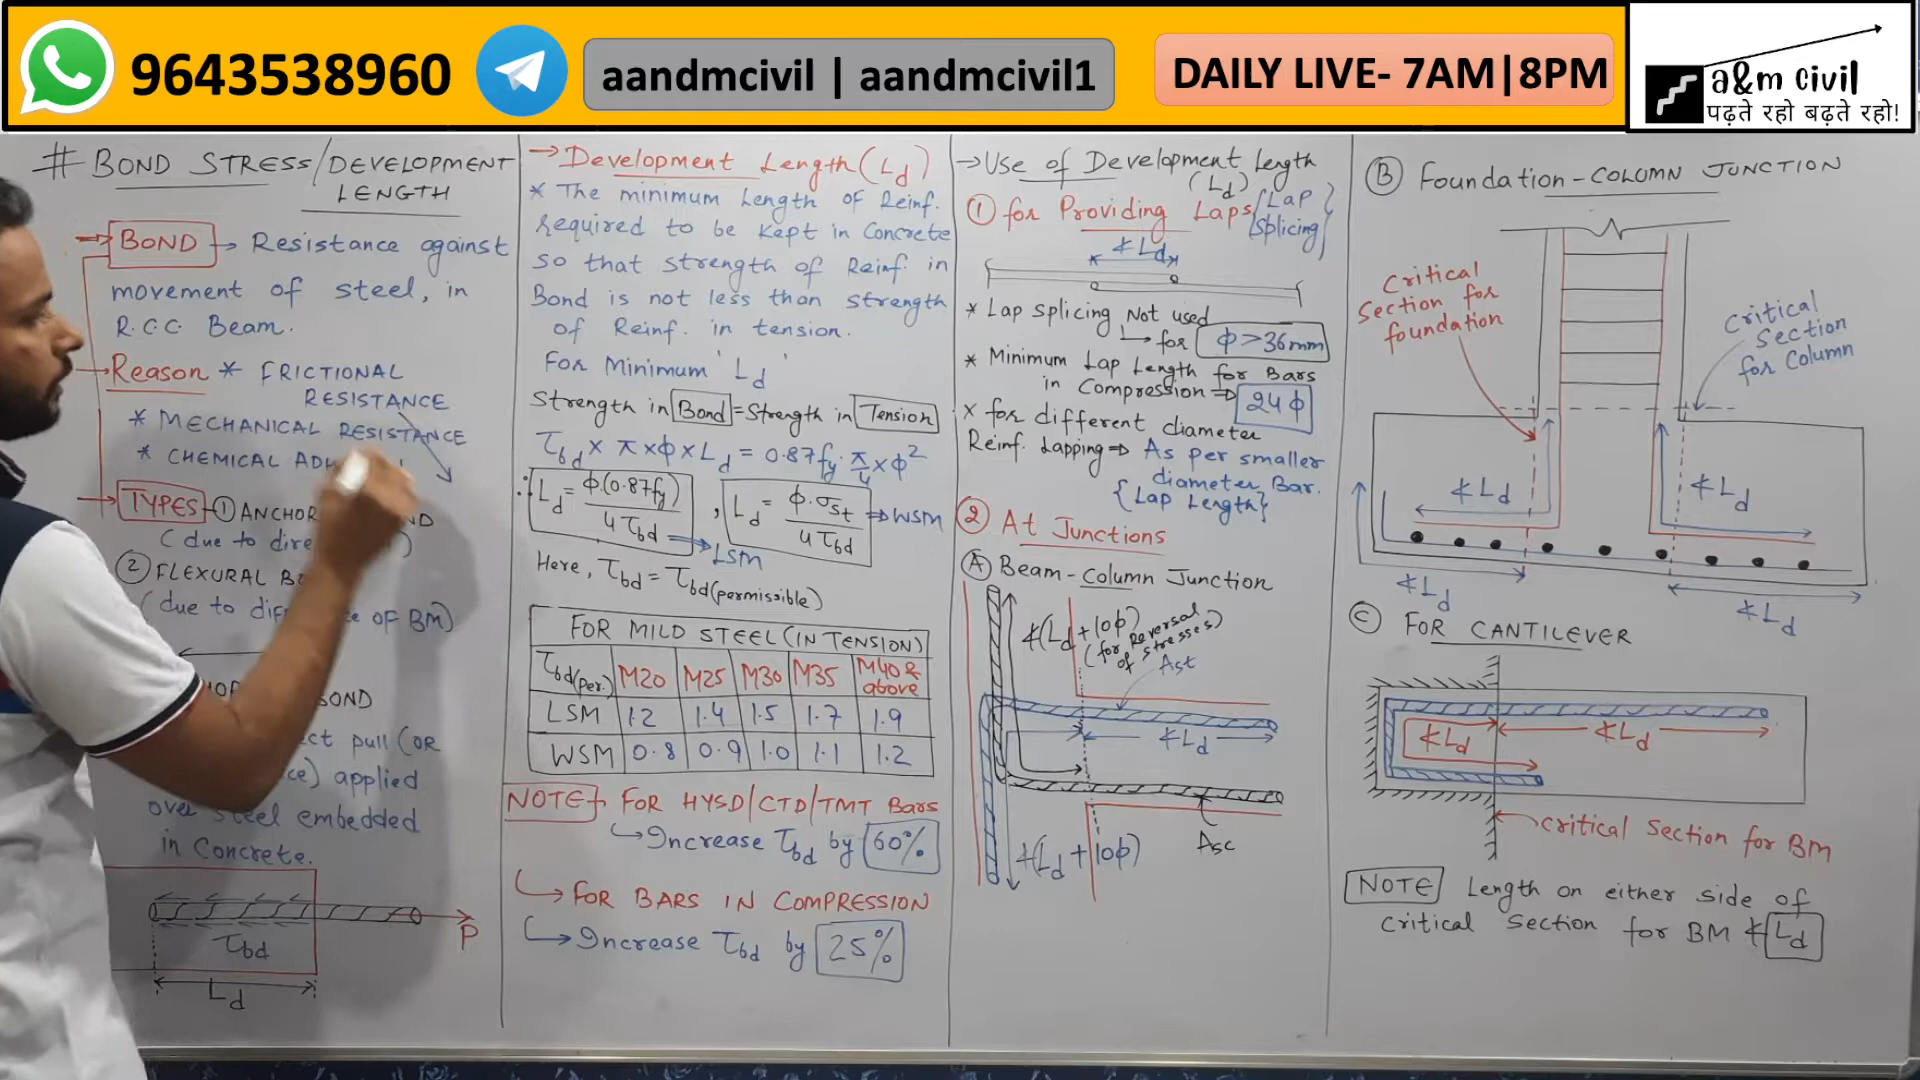 9643538960
aandmcivil | aandmcivil1
DAILY LIVE- 7AM|8PM
a&m civil
पढ़ते रहो बढ़ते रहो!
# BOND STRESS/DEVELOPMENT
LENGTH
BOND → Resistance against
movement of steel, in
R.C.C. Beam.
Reason * FRICTIONAL
RESISTANCE
* MECHANICAL RESISTANCE
* CHEMICAL
TYPES ① ANCHOR
(due to
② FLEXURAL
(due to of BM)
BOND
pull (OR
applied
over steel embedded
in Concrete.
τbd
P
Ld
→ Development Length (Ld)
* The minimum Length of Reinf.
required to be kept in Concrete
so that strength of Reinf. in
Bond is not less than strength
of Reinf. in tension.
For Minimum 'Ld'
Strength in Bond = Strength in Tension
τbd × π×φ×Ld = 0.87fy.π/4×φ²
∴ Ld = φ.(0.87fy)/4τbd , Ld = φ.σst/4τbd ⇒ WSM
LSM
Here, τbd = τbd(permissible)
FOR MILD STEEL (IN TENSION)
τbd(per.) M20 M25 M30 M35 M40 & above
LSM 1.2 1.4 1.5 1.7 1.9
WSM 0.8 0.9 1.0 1.1 1.2
NOTE → FOR HYSD/CTD/TMT Bars
↳ Increase τbd by 60%
↳ FOR BARS IN COMPRESSION
↳ Increase τbd by 25%
→ Use of Development Length
(Ld)
① for Providing Laps/Lap
Splicing}
≮Ld
* Lap splicing Not used
↳ for φ>36mm
* Minimum Lap Length for Bars
in Compression ⇒ 24φ
× for different diameter
Reinf. Lapping ⇒ As per smaller
diameter Bar.
{Lap Length}
② At Junctions
Ⓐ Beam-Column Junction
≮(Ld+10φ)
(for Reversal
of stresses)
Ast
≮Ld
Asc
≮(Ld+10φ)
Ⓑ Foundation-COLUMN JUNCTION
Critical
Section for
foundation
Critical
Section
for Column
≮Ld
≮Ld
≮Ld
≮Ld
Ⓒ FOR CANTILEVER
≮Ld
≮Ld
critical Section for BM
NOTE Length on either side of
critical section for BM ≮ Ld